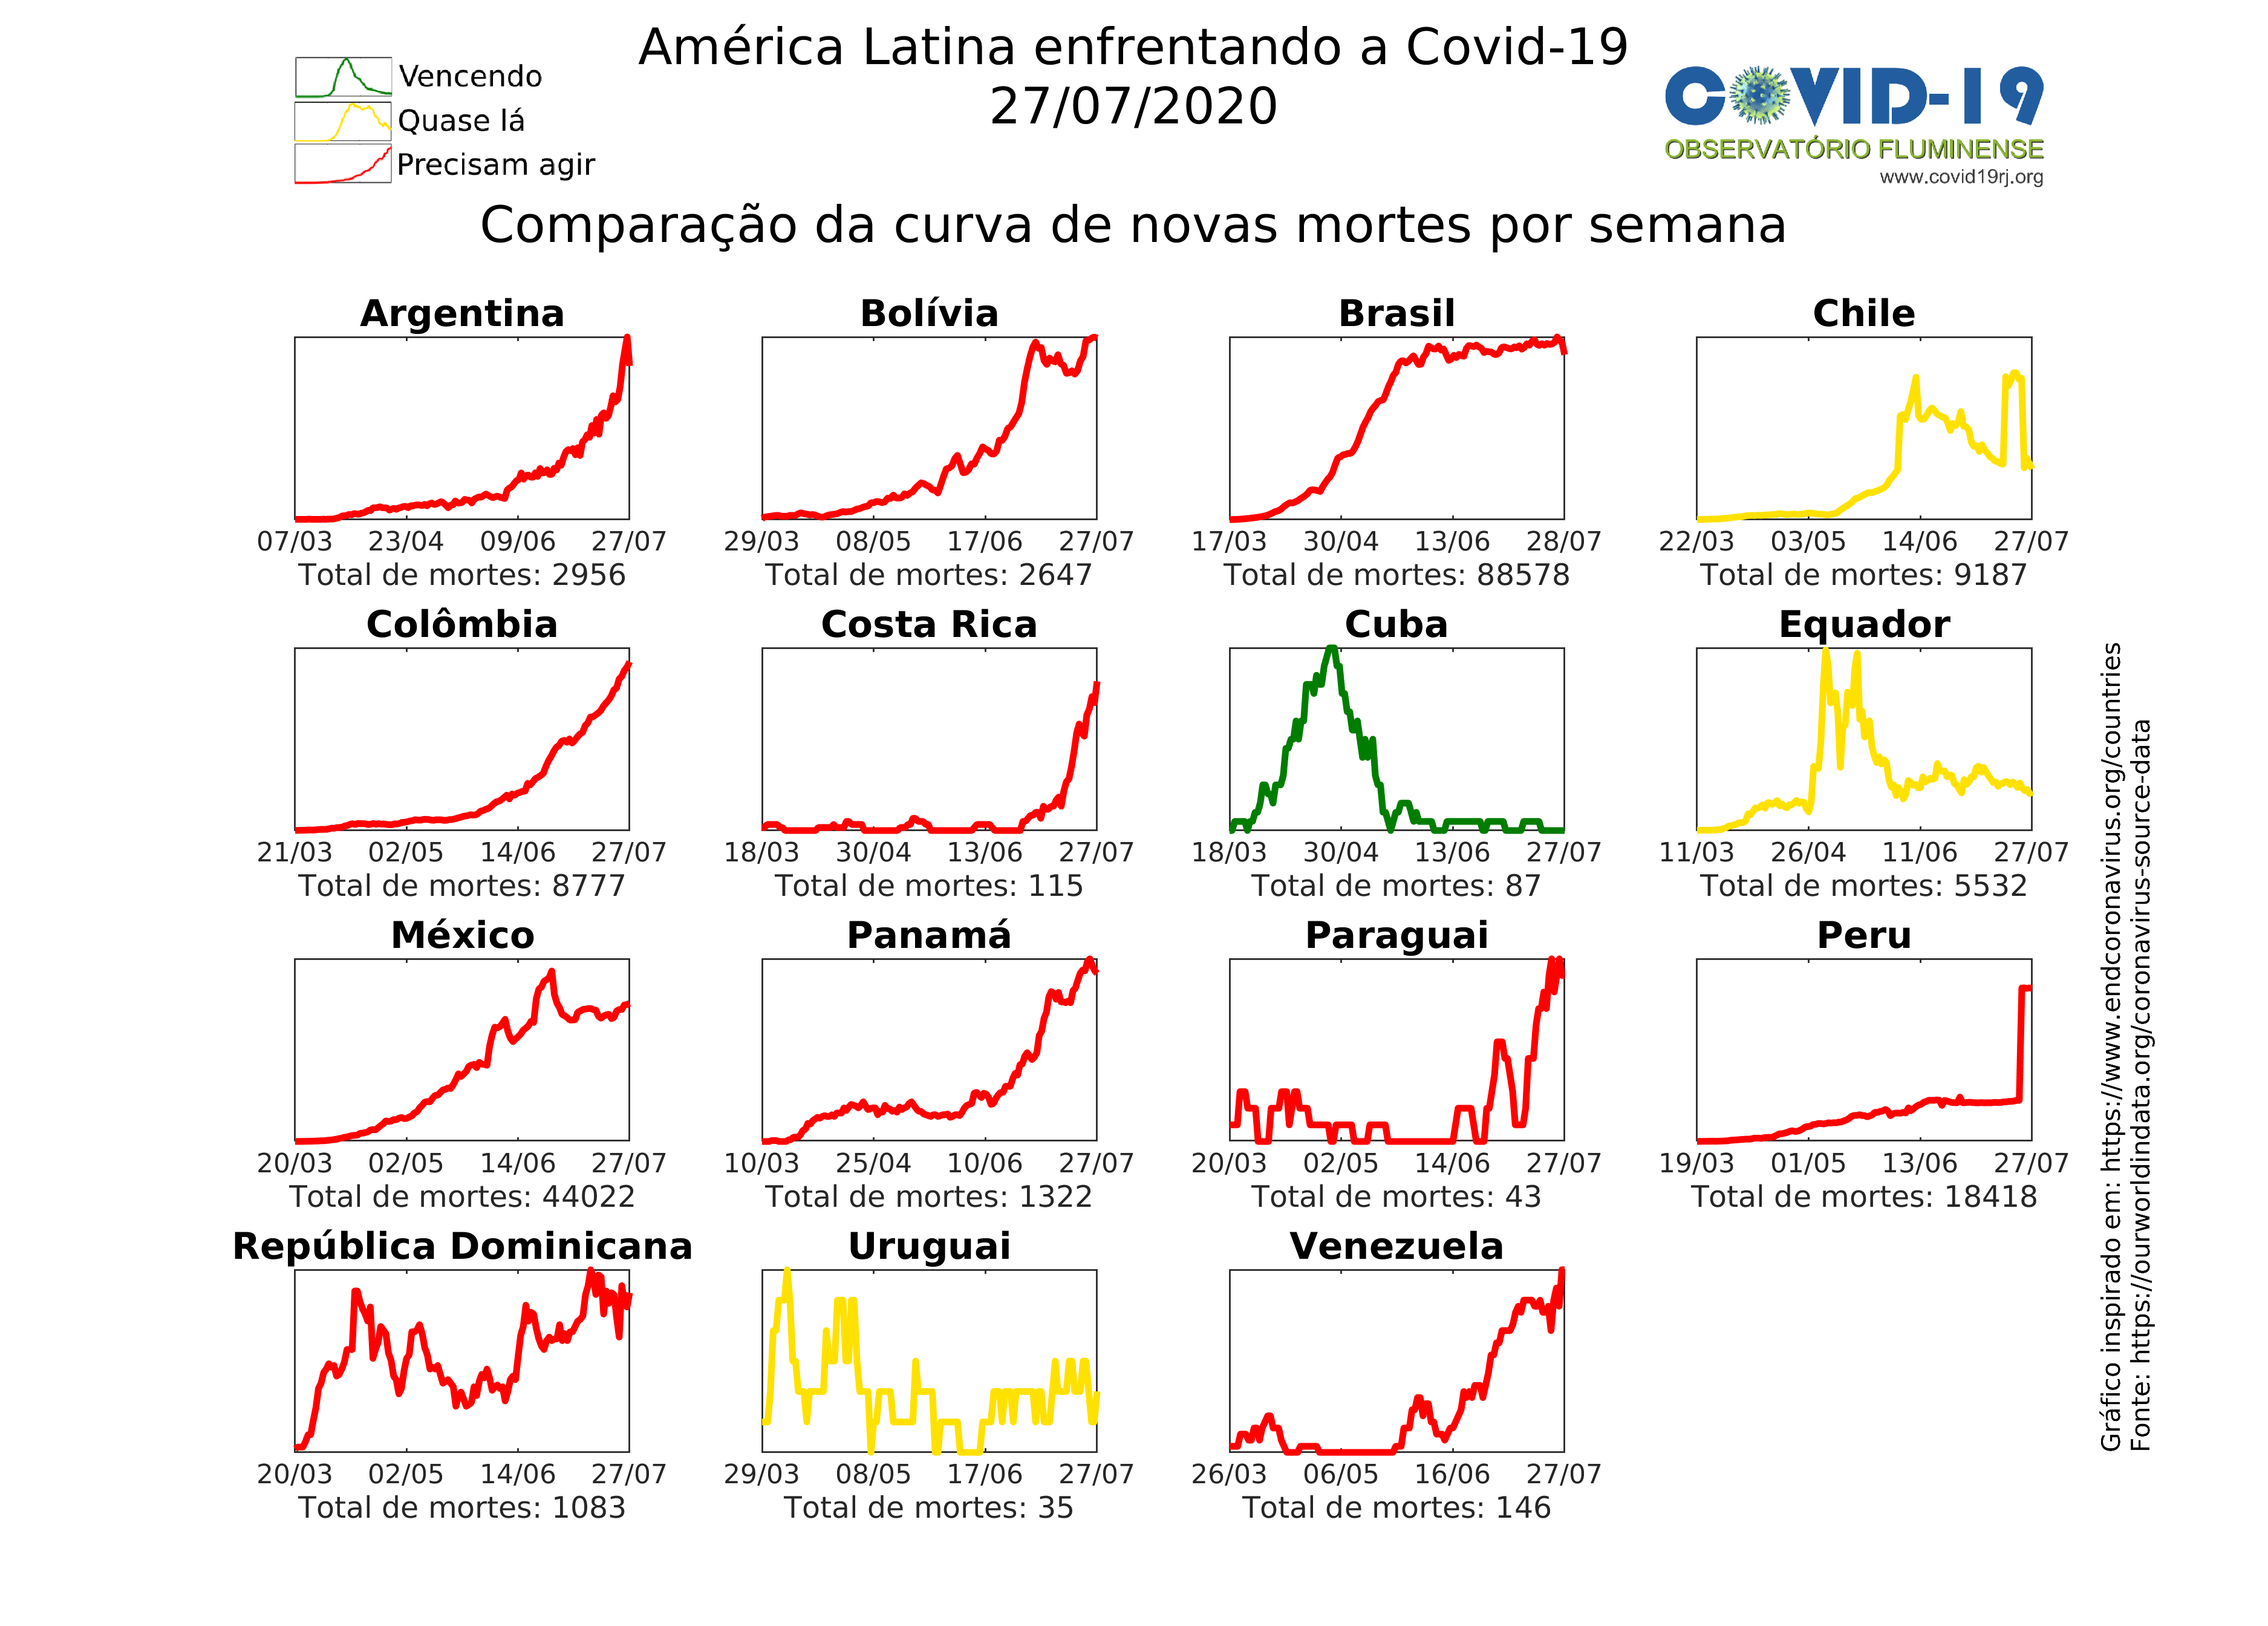 América Latina enfrentando a Covid-19
27/07/2020
Vencendo
Quase lá
Precisam agir
COVID-19
OBSERVATÓRIO FLUMINENSE
www.covid19rj.org
Comparação da curva de novas mortes por semana
Argentina
07/03 23/04 09/06 27/07
Total de mortes: 2956
Bolívia
29/03 08/05 17/06 27/07
Total de mortes: 2647
Brasil
17/03 30/04 13/06 28/07
Total de mortes: 88578
Chile
22/03 03/05 14/06 27/07
Total de mortes: 9187
Colômbia
21/03 02/05 14/06 27/07
Total de mortes: 8777
Costa Rica
18/03 30/04 13/06 27/07
Total de mortes: 115
Cuba
18/03 30/04 13/06 27/07
Total de mortes: 87
Equador
11/03 26/04 11/06 27/07
Total de mortes: 5532
México
20/03 02/05 14/06 27/07
Total de mortes: 44022
Panamá
10/03 25/04 10/06 27/07
Total de mortes: 1322
Paraguai
20/03 02/05 14/06 27/07
Total de mortes: 43
Peru
19/03 01/05 13/06 27/07
Total de mortes: 18418
República Dominicana
20/03 02/05 14/06 27/07
Total de mortes: 1083
Uruguai
29/03 08/05 17/06 27/07
Total de mortes: 35
Venezuela
26/03 06/05 16/06 27/07
Total de mortes: 146
Gráfico inspirado em: https://www.endcoronavirus.org/countries
Fonte: https://ourworldindata.org/coronavirus-source-data